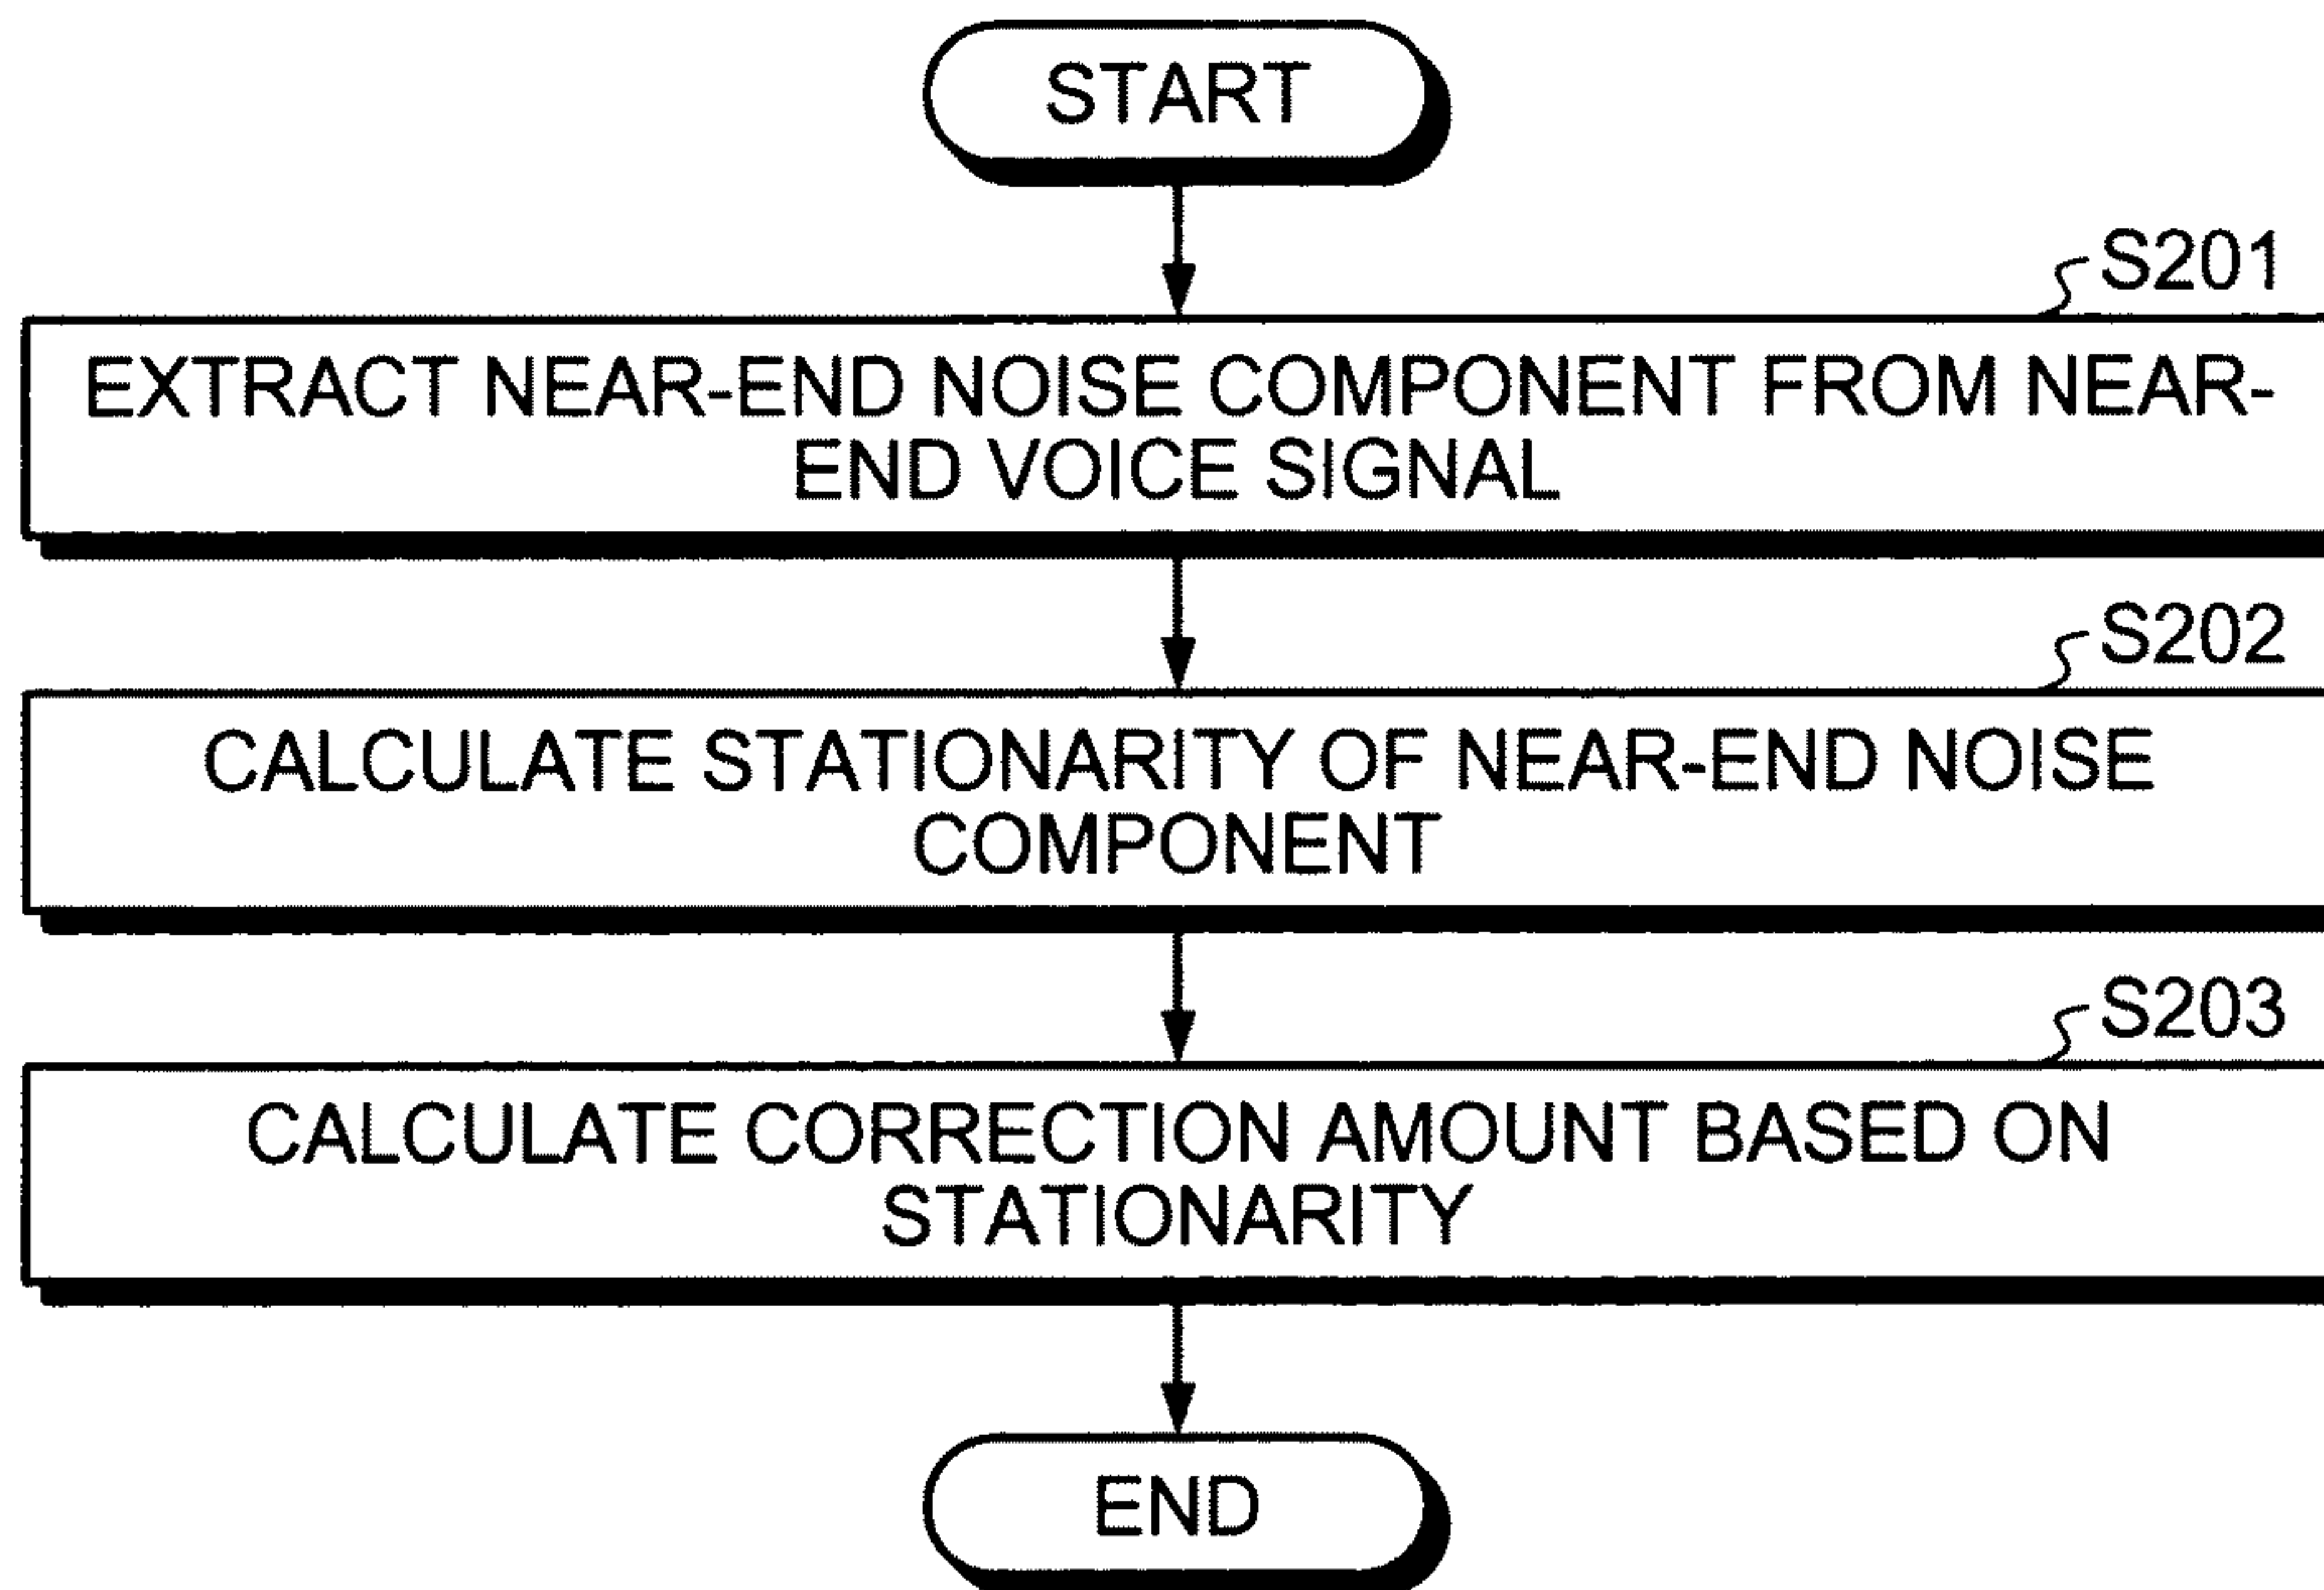 START
S201
EXTRACT NEAR-END NOISE COMPONENT FROM NEAR-
END VOICE SIGNAL
S202
CALCULATE STATIONARITY OF NEAR-END NOISE
COMPONENT
S203
CALCULATE CORRECTION AMOUNT BASED ON
STATIONARITY
END